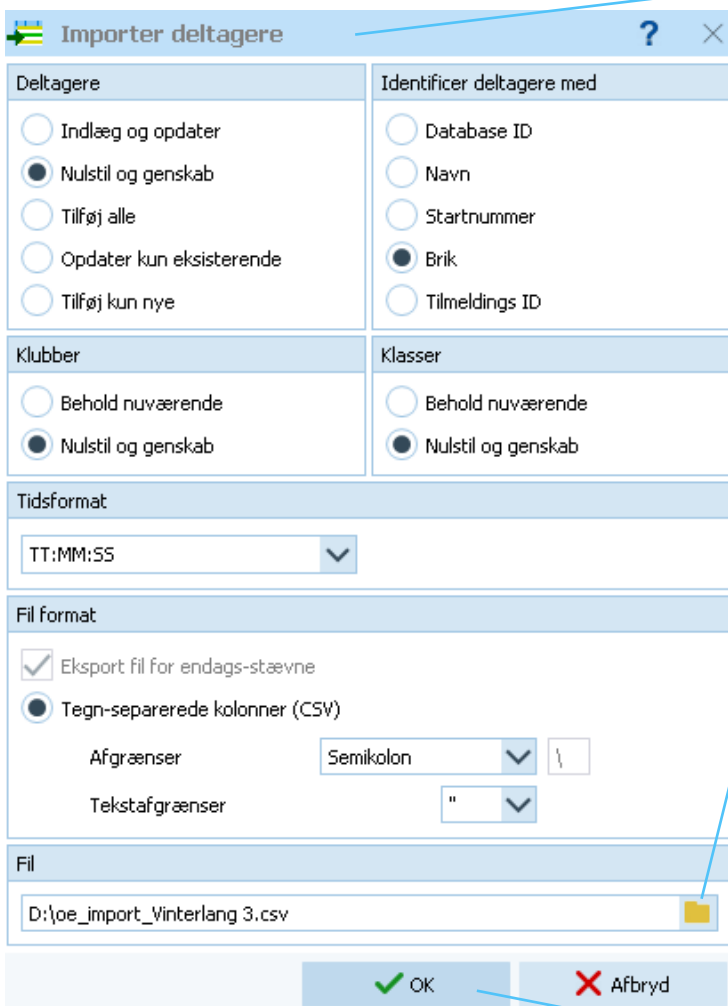 Importer deltagere ?
Deltagere
Indlæg og opdater
Nulstil og genskab
Tilføj alle
Opdater kun eksisterende
Tilføj kun nye
Identificer deltagere med
Database ID
Navn
Startnummer
Brik
Tilmeldings ID
Klubber
Behold nuværende
Nulstil og genskab
Klasser
Behold nuværende
Nulstil og genskab
Tidsformat
TT:MM:SS
Fil format
Eksport fil for endags-stævne
Tegn-separerede kolonner (CSV)
Afgrænser Semikolon \
Tekstafgrænser "
Fil
D:\oe_import_Vinterlang 3.csv
OK Afbryd